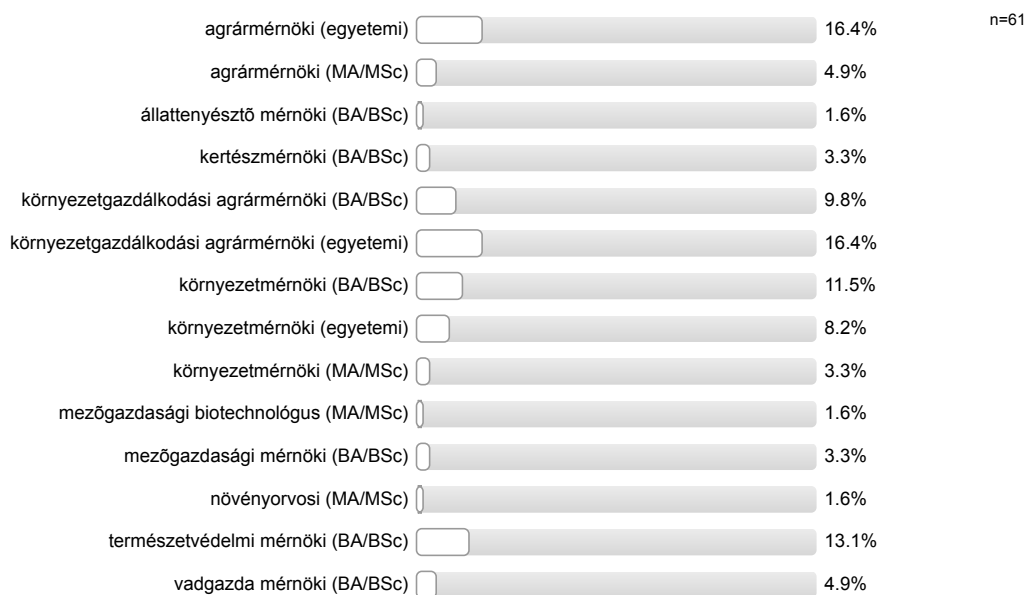 n=61
agrármérnöki (egyetemi) 16.4%
agrármérnöki (MA/MSc) 4.9%
állattenyésztõ mérnöki (BA/BSc) 1.6%
kertészmérnöki (BA/BSc) 3.3%
környezetgazdálkodási agrármérnöki (BA/BSc) 9.8%
környezetgazdálkodási agrármérnöki (egyetemi) 16.4%
környezetmérnöki (BA/BSc) 11.5%
környezetmérnöki (egyetemi) 8.2%
környezetmérnöki (MA/MSc) 3.3%
mezõgazdasági biotechnológus (MA/MSc) 1.6%
mezõgazdasági mérnöki (BA/BSc) 3.3%
növényorvosi (MA/MSc) 1.6%
természetvédelmi mérnöki (BA/BSc) 13.1%
vadgazda mérnöki (BA/BSc) 4.9%